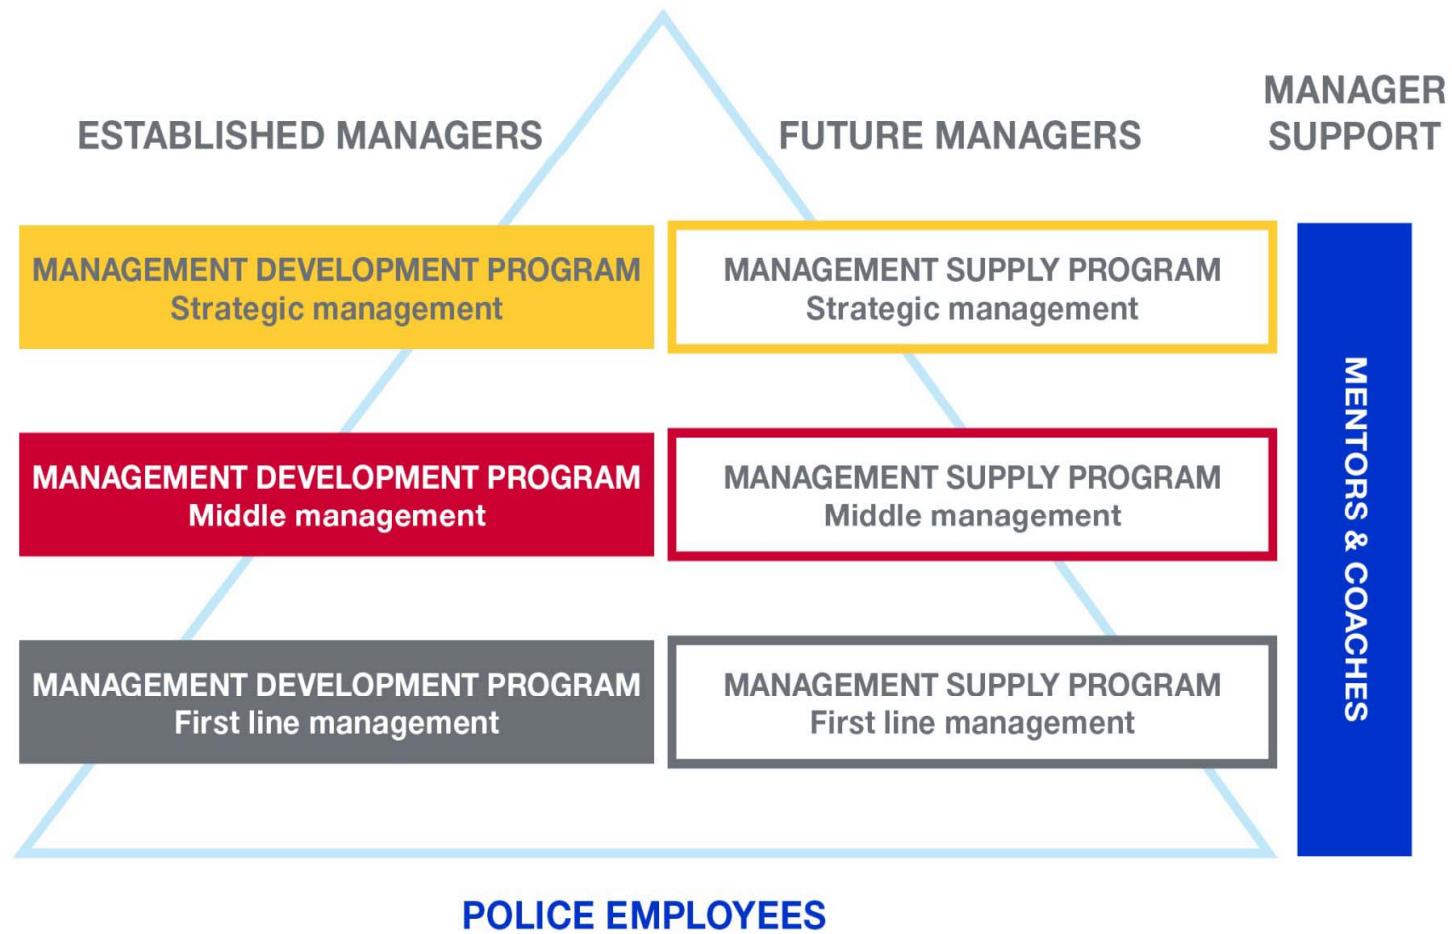 ESTABLISHED MANAGERS
FUTURE MANAGERS
MANAGER
SUPPORT
MANAGEMENT DEVELOPMENT PROGRAM
Strategic management
MANAGEMENT SUPPLY PROGRAM
Strategic management
MANAGEMENT DEVELOPMENT PROGRAM
Middle management
MANAGEMENT SUPPLY PROGRAM
Middle management
MANAGEMENT DEVELOPMENT PROGRAM
First line management
MANAGEMENT SUPPLY PROGRAM
First line management
MENTORS & COACHES
POLICE EMPLOYEES